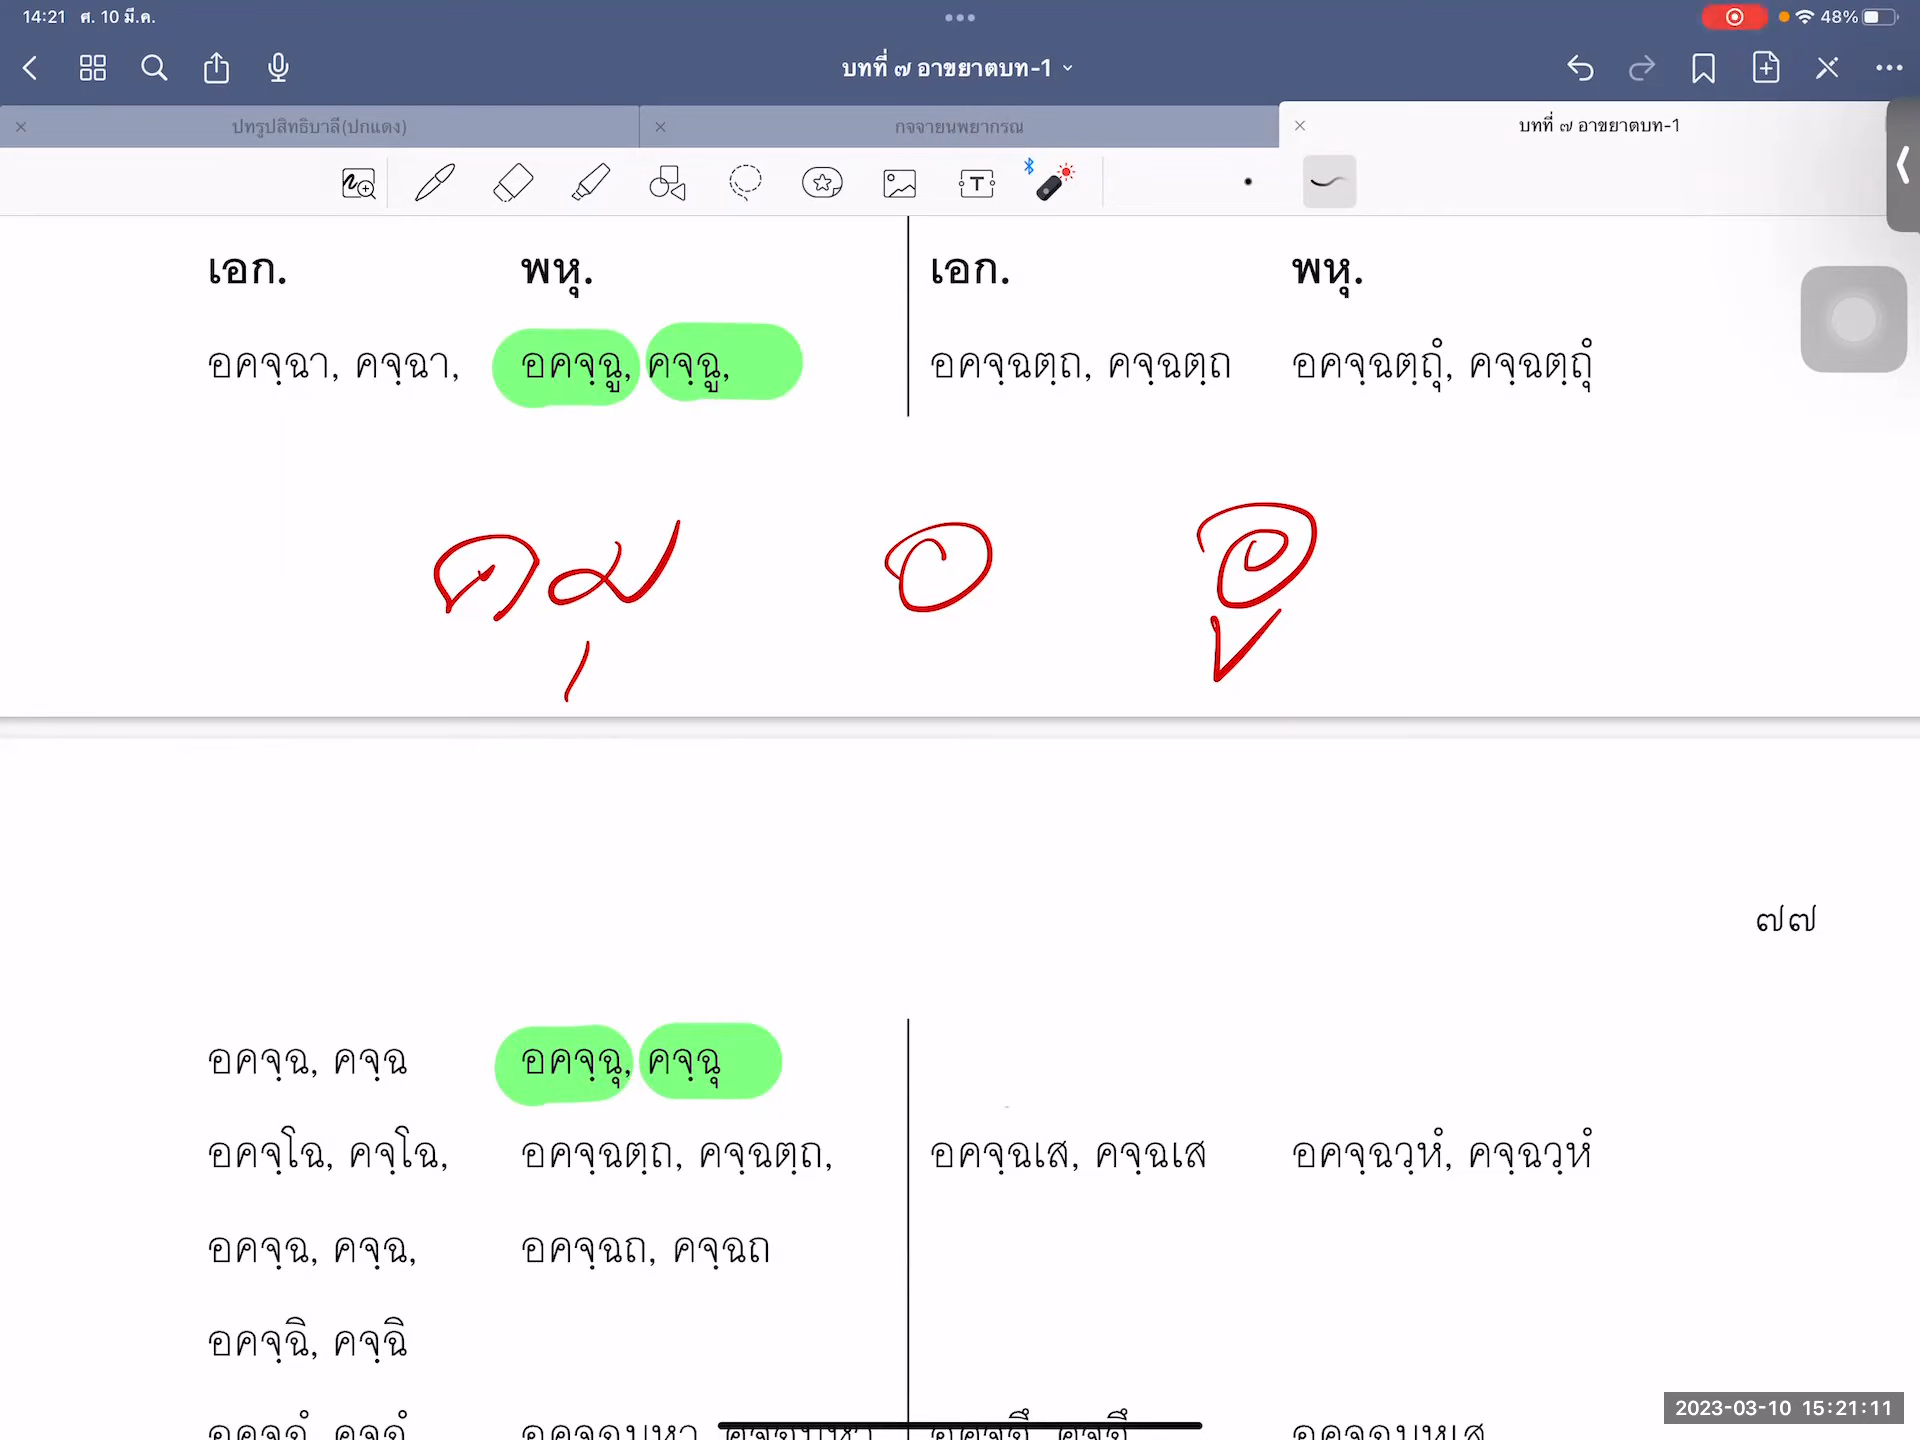 14:21 ศ. 10 มี.ค.
48%
บทที่ ๗ อาขยาตบท-1
ปทรูปสิทธิบาลี(ปกแดง)
กจจายนพยากรณ
บทที่ ๗ อาขยาตบท-1
เอก. พหุ. เอก. พหุ.
อคจฺฉา, คจฺฉา, อคจฺฉู, คจฺฉู, อคจฺฉตฺถ, คจฺฉตฺถ อคจฺฉตฺถุํ, คจฺฉตฺถุํ
คมุ อ อู
๗๗
อคจฺฉ, คจฺฉ อคจฺฉุ, คจฺฉุ
อคจฺโฉ, คจฺโฉ, อคจฺฉตฺถ, คจฺฉตฺถ, อคจฺฉเส, คจฺฉเส อคจฺฉวฺหํ, คจฺฉวฺหํ
อคจฺฉ, คจฺฉ, อคจฺฉถ, คจฺฉถ
อคจฺฉิ, คจฺฉิ
2023-03-10 15:21:11